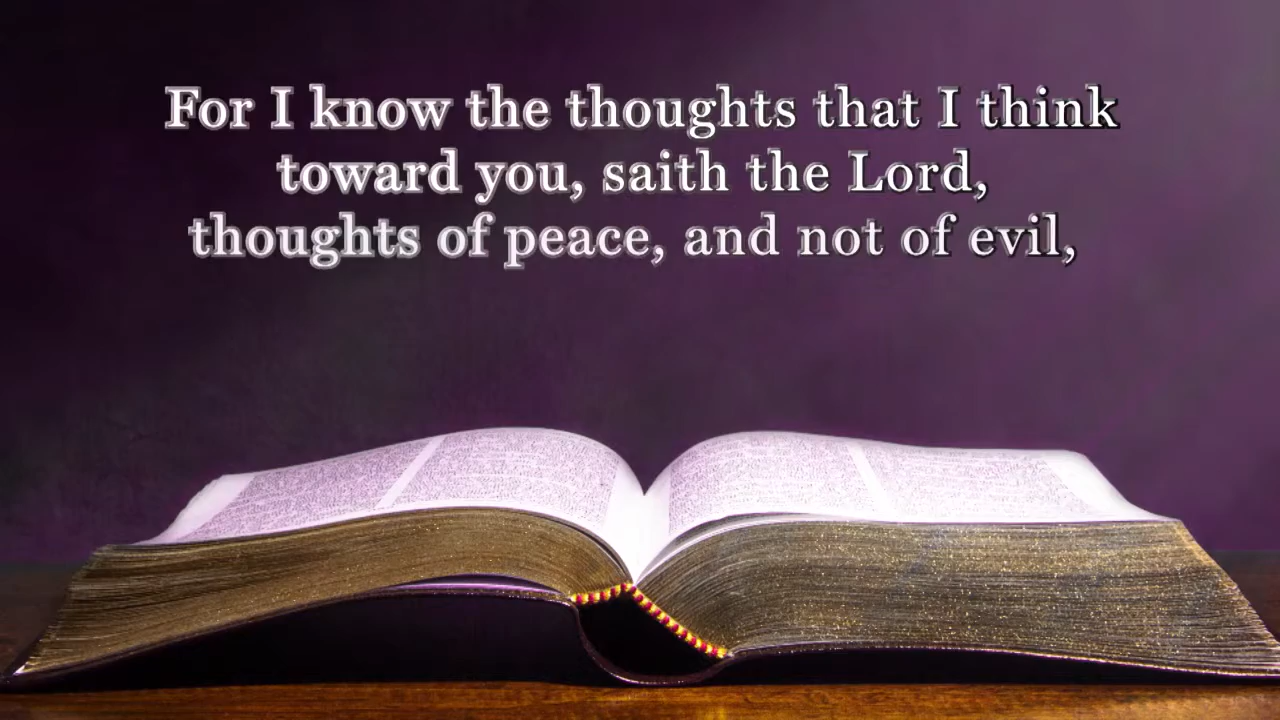 For I know the thoughts that I think
toward you, saith the Lord,
thoughts of peace, and not of evil,